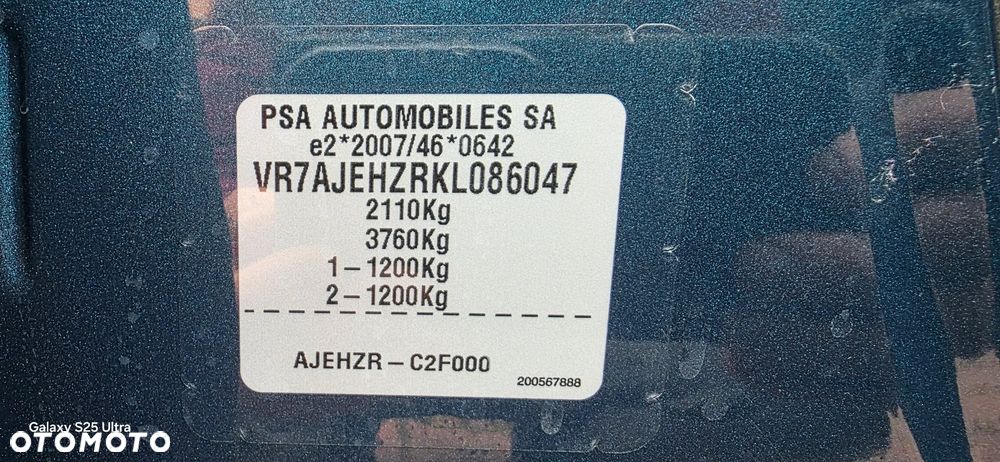 PSA AUTOMOBILES SA
e2*2007/46*0642
VR7AJEHZRKL086047
2110Kg
3760Kg
1-1200Kg
2-1200Kg
AJEHZR-C2F000
200567888
Galaxy S25 Ultra
OTOMOTO